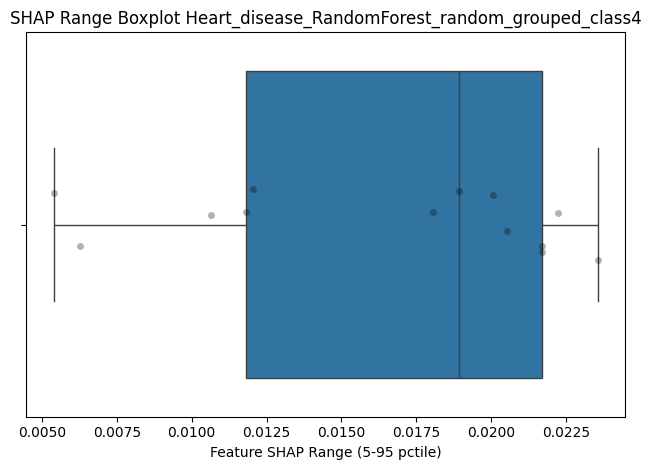 SHAP Range Boxplot Heart_disease_RandomForest_random_grouped_class4
0.0050 0.0075 0.0100 0.0125 0.0150 0.0175 0.0200 0.0225
Feature SHAP Range (5-95 pctile)